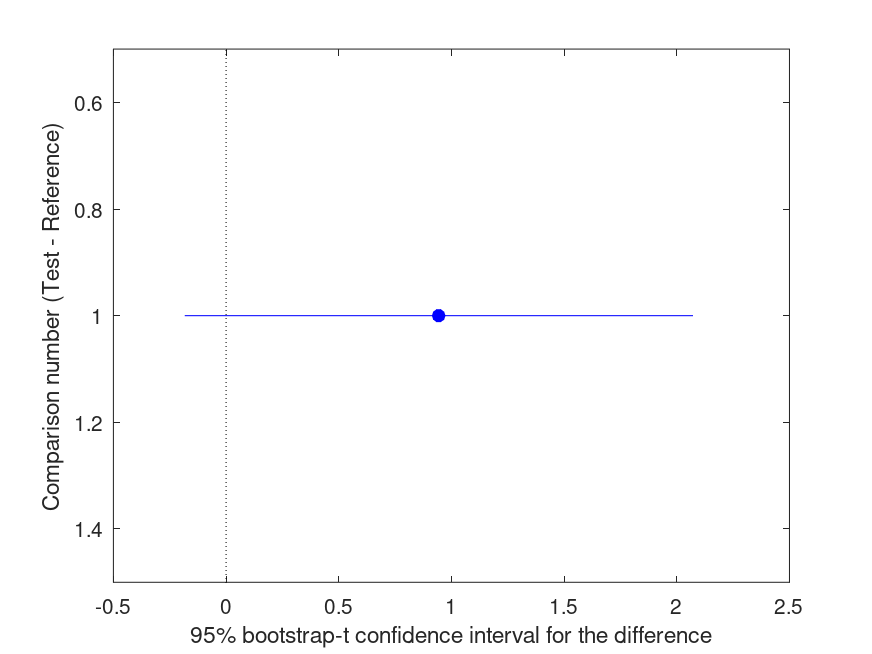 Comparison number (Test - Reference)
0.6
0.8
1
1.2
1.4
-0.5 0 0.5 1 1.5 2 2.5
95% bootstrap-t confidence interval for the difference